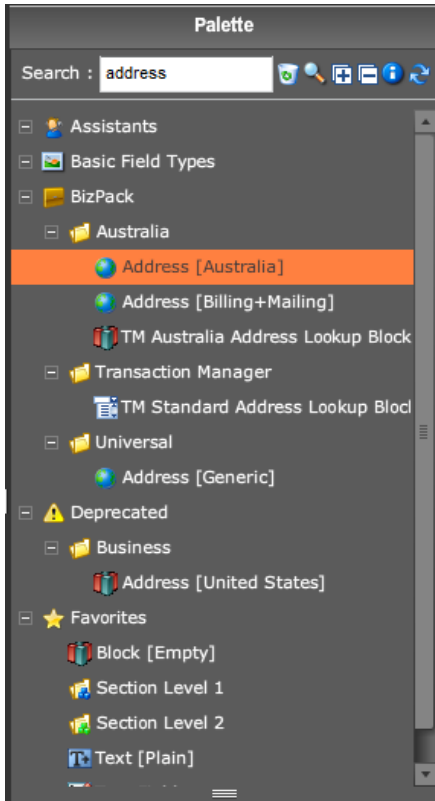 Palette
Search : address
Assistants
Basic Field Types
BizPack
Australia
Address [Australia]
Address [Billing+Mailing]
TM Australia Address Lookup Block
Transaction Manager
TM Standard Address Lookup Bloc
Universal
Address [Generic]
Deprecated
Business
Address [United States]
Favorites
Block [Empty]
Section Level 1
Section Level 2
Text [Plain]